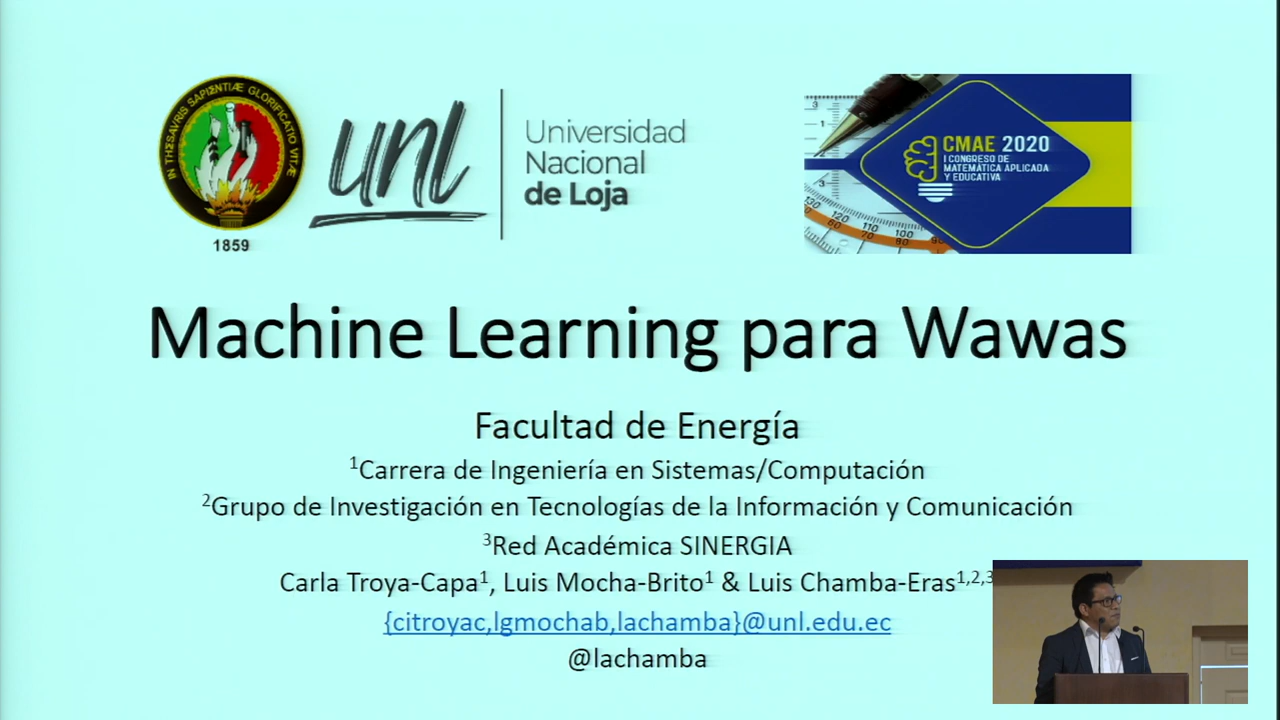 IN THESAVRIS SAPIENTIÆ GLORIFICATIO VITÆ
1859
unl
Universidad
Nacional
de Loja
CMAE 2020
I CONGRESO DE
MATEMÁTICA APLICADA
Y EDUCATIVA
Machine Learning para Wawas
Facultad de Energía
¹Carrera de Ingeniería en Sistemas/Computación
²Grupo de Investigación en Tecnologías de la Información y Comunicación
³Red Académica SINERGIA
Carla Troya-Capa¹, Luis Mocha-Brito¹ & Luis Chamba-Eras¹,²,³
{citroyac,lgmochab,lachamba}@unl.edu.ec
@lachamba